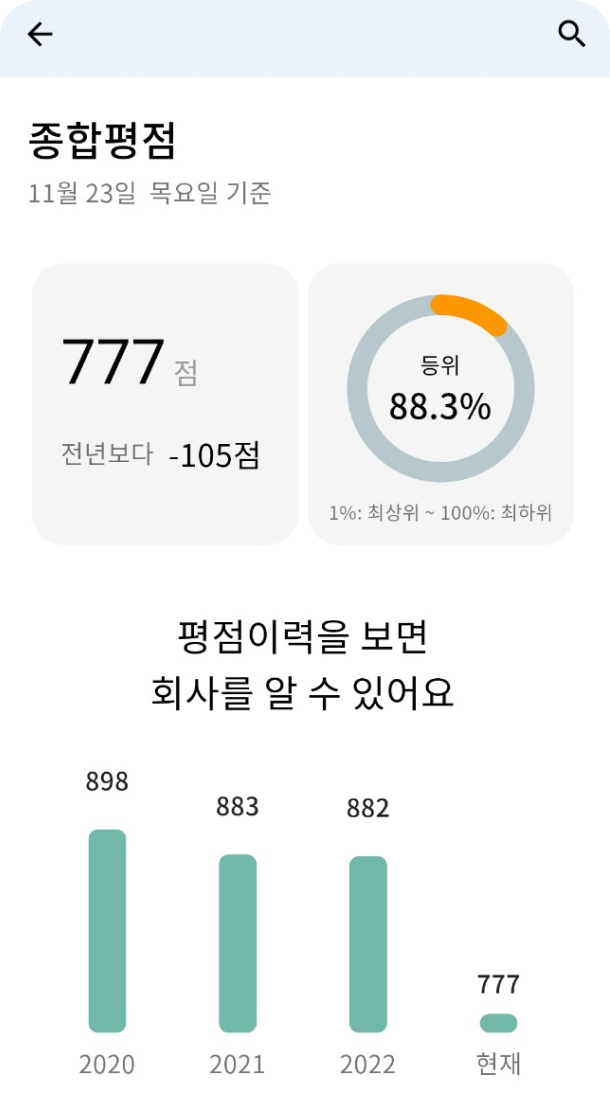 종합평점
11월 23일 목요일 기준
777 점
전년보다 -105점
등위
88.3%
1%: 최상위 ~ 100%: 최하위
평점이력을 보면
회사를 알 수 있어요
898
883
882
777
2020
2021
2022
현재